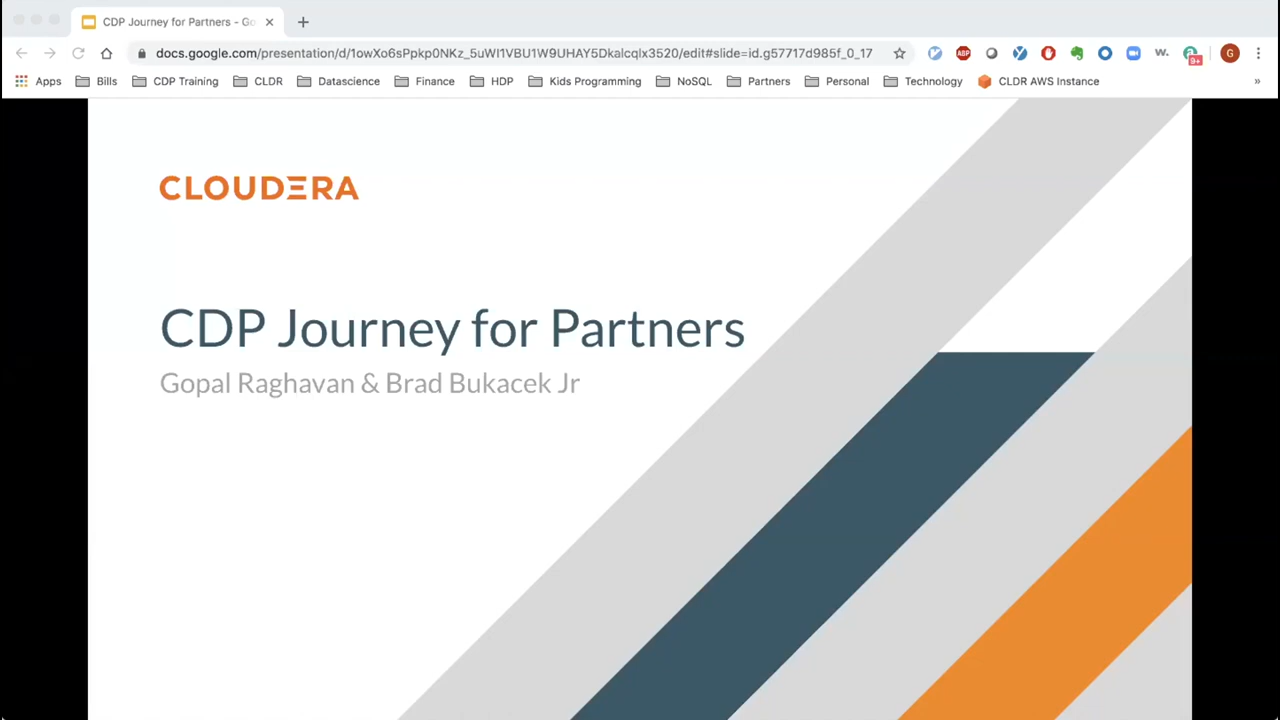 CDP Journey for Partners - Go
docs.google.com/presentation/d/1owXo6sPpkp0NKz_5uWI1VBU1W9UHAY5Dkalcqlx3520/edit#slide=id.g57717d985f_0_17
ABP
w.
9+
G
Apps
Bills
CDP Training
CLDR
Datascience
Finance
HDP
Kids Programming
NoSQL
Partners
Personal
Technology
CLDR AWS Instance
»
CLOUDERA
CDP Journey for Partners
Gopal Raghavan & Brad Bukacek Jr